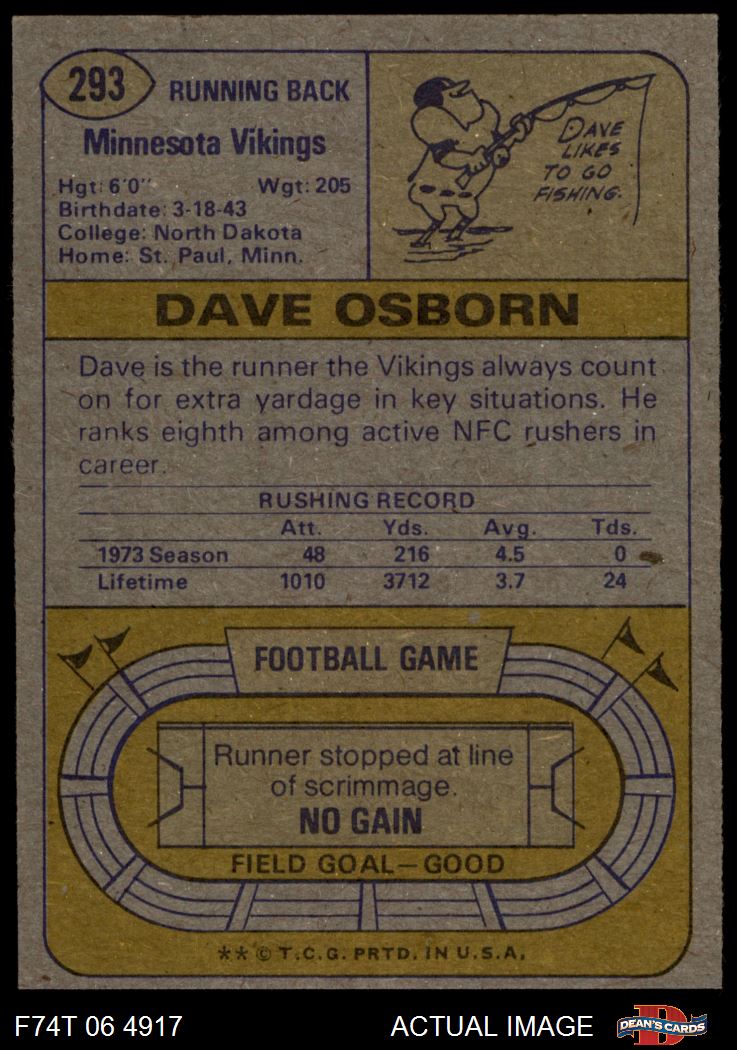 293
RUNNING BACK
Minnesota Vikings
Hgt: 6'0" Wgt: 205
Birthdate: 3-18-43
College: North Dakota
Home: St. Paul, Minn.
DAVE
LIKES
TO GO
FISHING.
DAVE OSBORN
Dave is the runner the Vikings always count
on for extra yardage in key situations. He
ranks eighth among active NFC rushers in
career.
RUSHING RECORD
Att. Yds. Avg. Tds.
1973 Season 48 216 4.5 0
Lifetime 1010 3712 3.7 24
FOOTBALL GAME
Runner stopped at line
of scrimmage.
NO GAIN
FIELD GOAL—GOOD
** © T.C.G. PRTD. IN U.S.A.
F74T 06 4917 ACTUAL IMAGE
D
DEAN'S CARDS